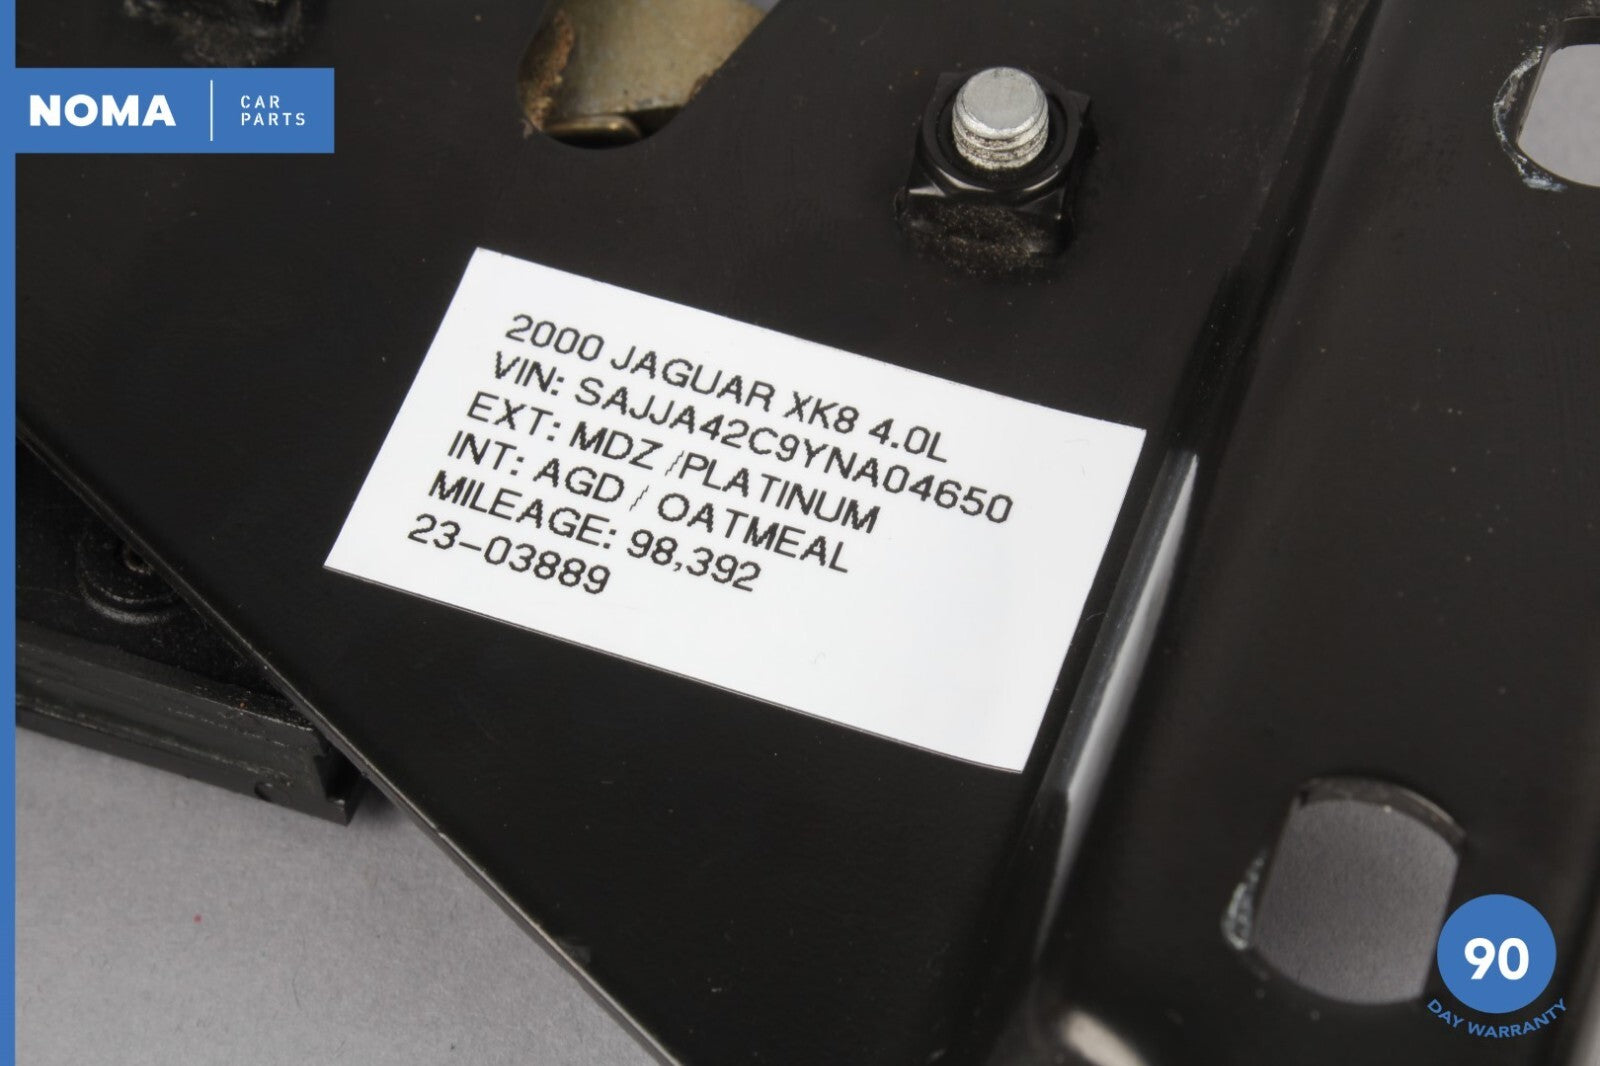 NOMA
CAR
PARTS
2000 JAGUAR XK8 4.0L
VIN: SAJJA42C9YNA04650
EXT: MDZ /PLATINUM
INT: AGD / OATMEAL
MILEAGE: 98,392
23-03889
90
DAY WARRANTY